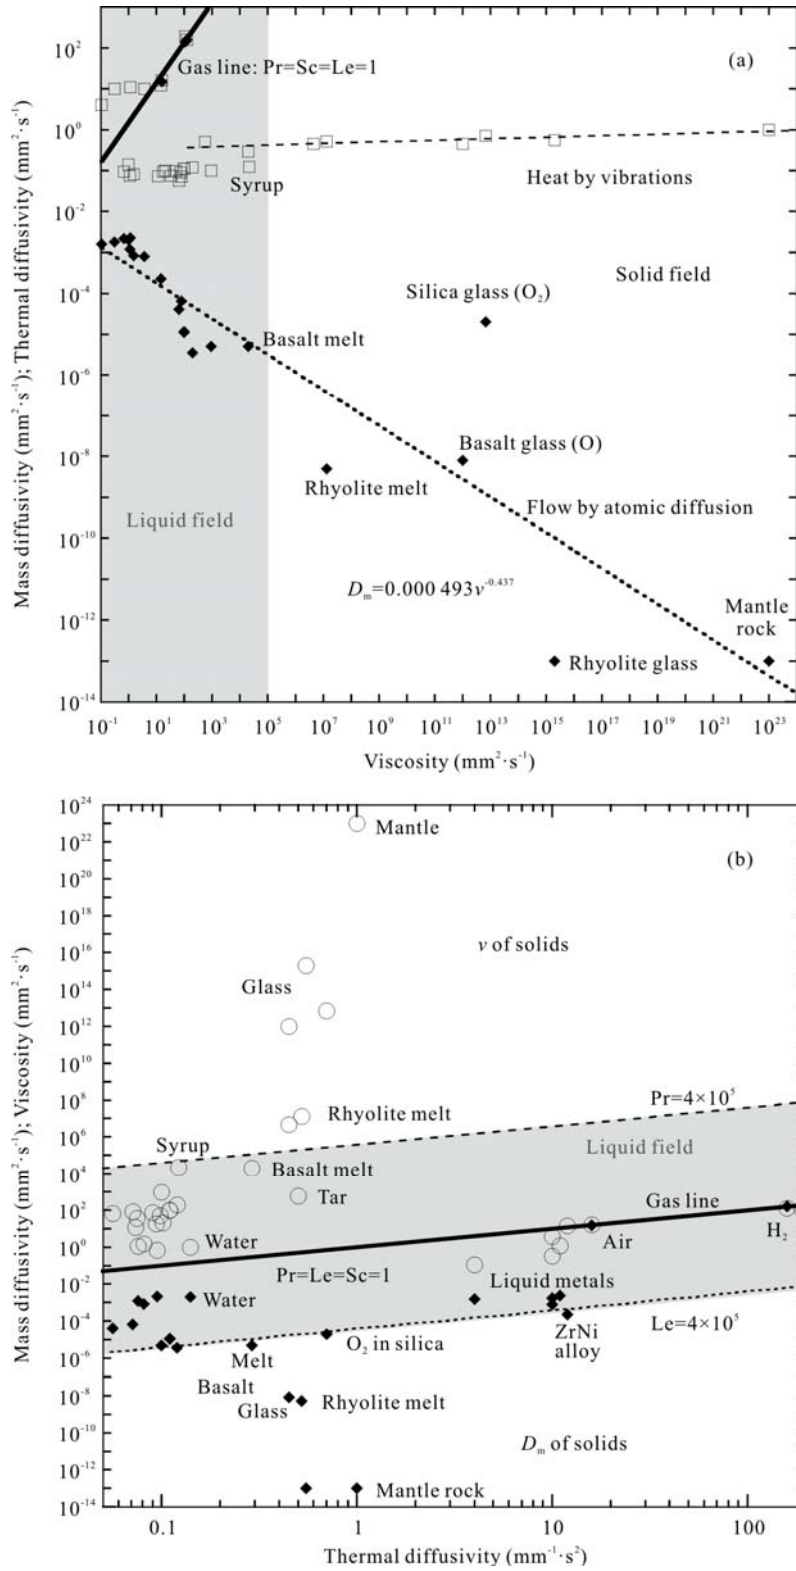 (a)
Gas line: Pr=Sc=Le=1
Syrup
Heat by vibrations
Silica glass (O₂)
Solid field
Basalt melt
Basalt glass (O)
Rhyolite melt
Flow by atomic diffusion
Liquid field
Dₘ=0.000 493ν⁻⁰·⁴³⁷
Mantle
rock
Rhyolite glass
Mass diffusivity (mm²·s⁻¹); Thermal diffusivity (mm²·s⁻¹)
10²
10⁰
10⁻²
10⁻⁴
10⁻⁶
10⁻⁸
10⁻¹⁰
10⁻¹²
10⁻¹⁴
10⁻¹ 10¹ 10³ 10⁵ 10⁷ 10⁹ 10¹¹ 10¹³ 10¹⁵ 10¹⁷ 10¹⁹ 10²¹ 10²³
Viscosity (mm²·s⁻¹)
(b)
Mantle
ν of solids
Glass
Rhyolite melt
Pr=4×10⁵
Syrup
Liquid field
Basalt melt
Tar
Gas line
Water
Air
H₂
Pr=Le=Sc=1
Liquid metals
Water
Le=4×10⁵
ZrNi
alloy
O₂ in silica
Melt
Basalt
Glass
Rhyolite melt
Dₘ of solids
Mantle rock
Mass diffusivity (mm²·s⁻¹); Viscosity (mm²·s⁻¹)
10²⁴
10²²
10²⁰
10¹⁸
10¹⁶
10¹⁴
10¹²
10¹⁰
10⁸
10⁶
10⁴
10²
10⁰
10⁻²
10⁻⁴
10⁻⁶
10⁻⁸
10⁻¹⁰
10⁻¹²
10⁻¹⁴
0.1 1 10 100
Thermal diffusivity (mm⁻¹·s²)